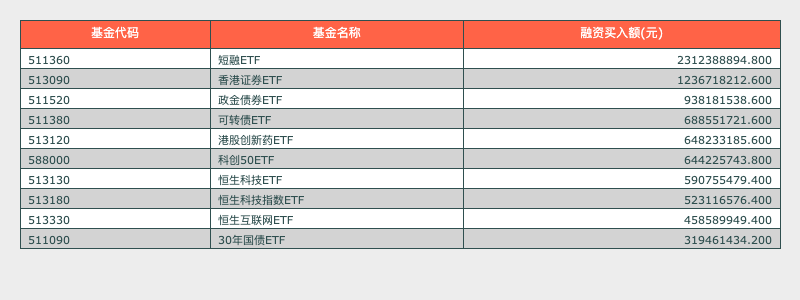 基金代码 基金名称 融资买入额(元)
511360 短融ETF 2312388894.800
513090 香港证券ETF 1236718212.600
511520 政金债券ETF 938181538.600
511380 可转债ETF 688551721.600
513120 港股创新药ETF 648233185.600
588000 科创50ETF 644225743.800
513130 恒生科技ETF 590755479.400
513180 恒生科技指数ETF 523116576.400
513330 恒生互联网ETF 458589949.400
511090 30年国债ETF 319461434.200